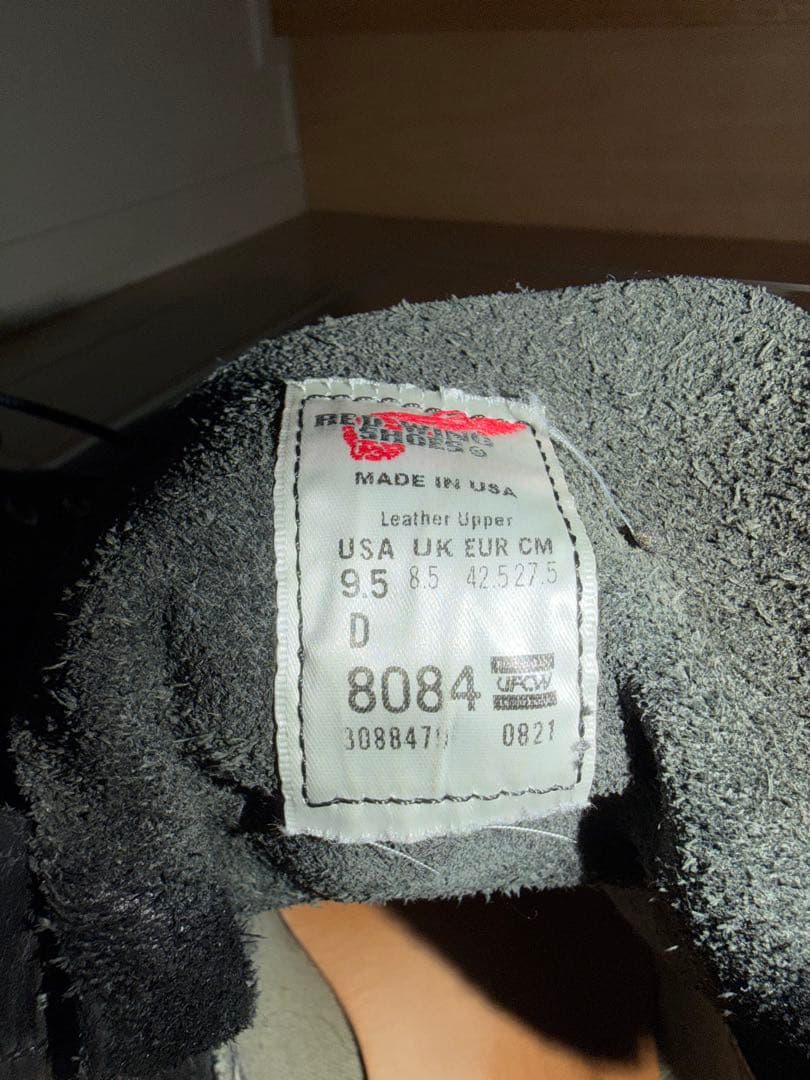 RED WING
SHOES
MADE IN USA
Leather Upper
USA UK EUR CM
9.5 8.5 42.5 27.5
D
8084 UFCW
0821